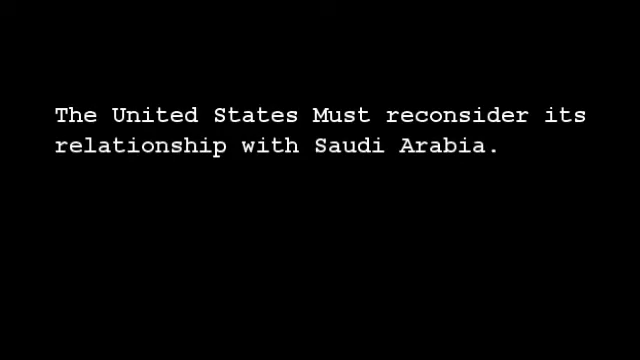 The United States Must reconsider its
relationship with Saudi Arabia.